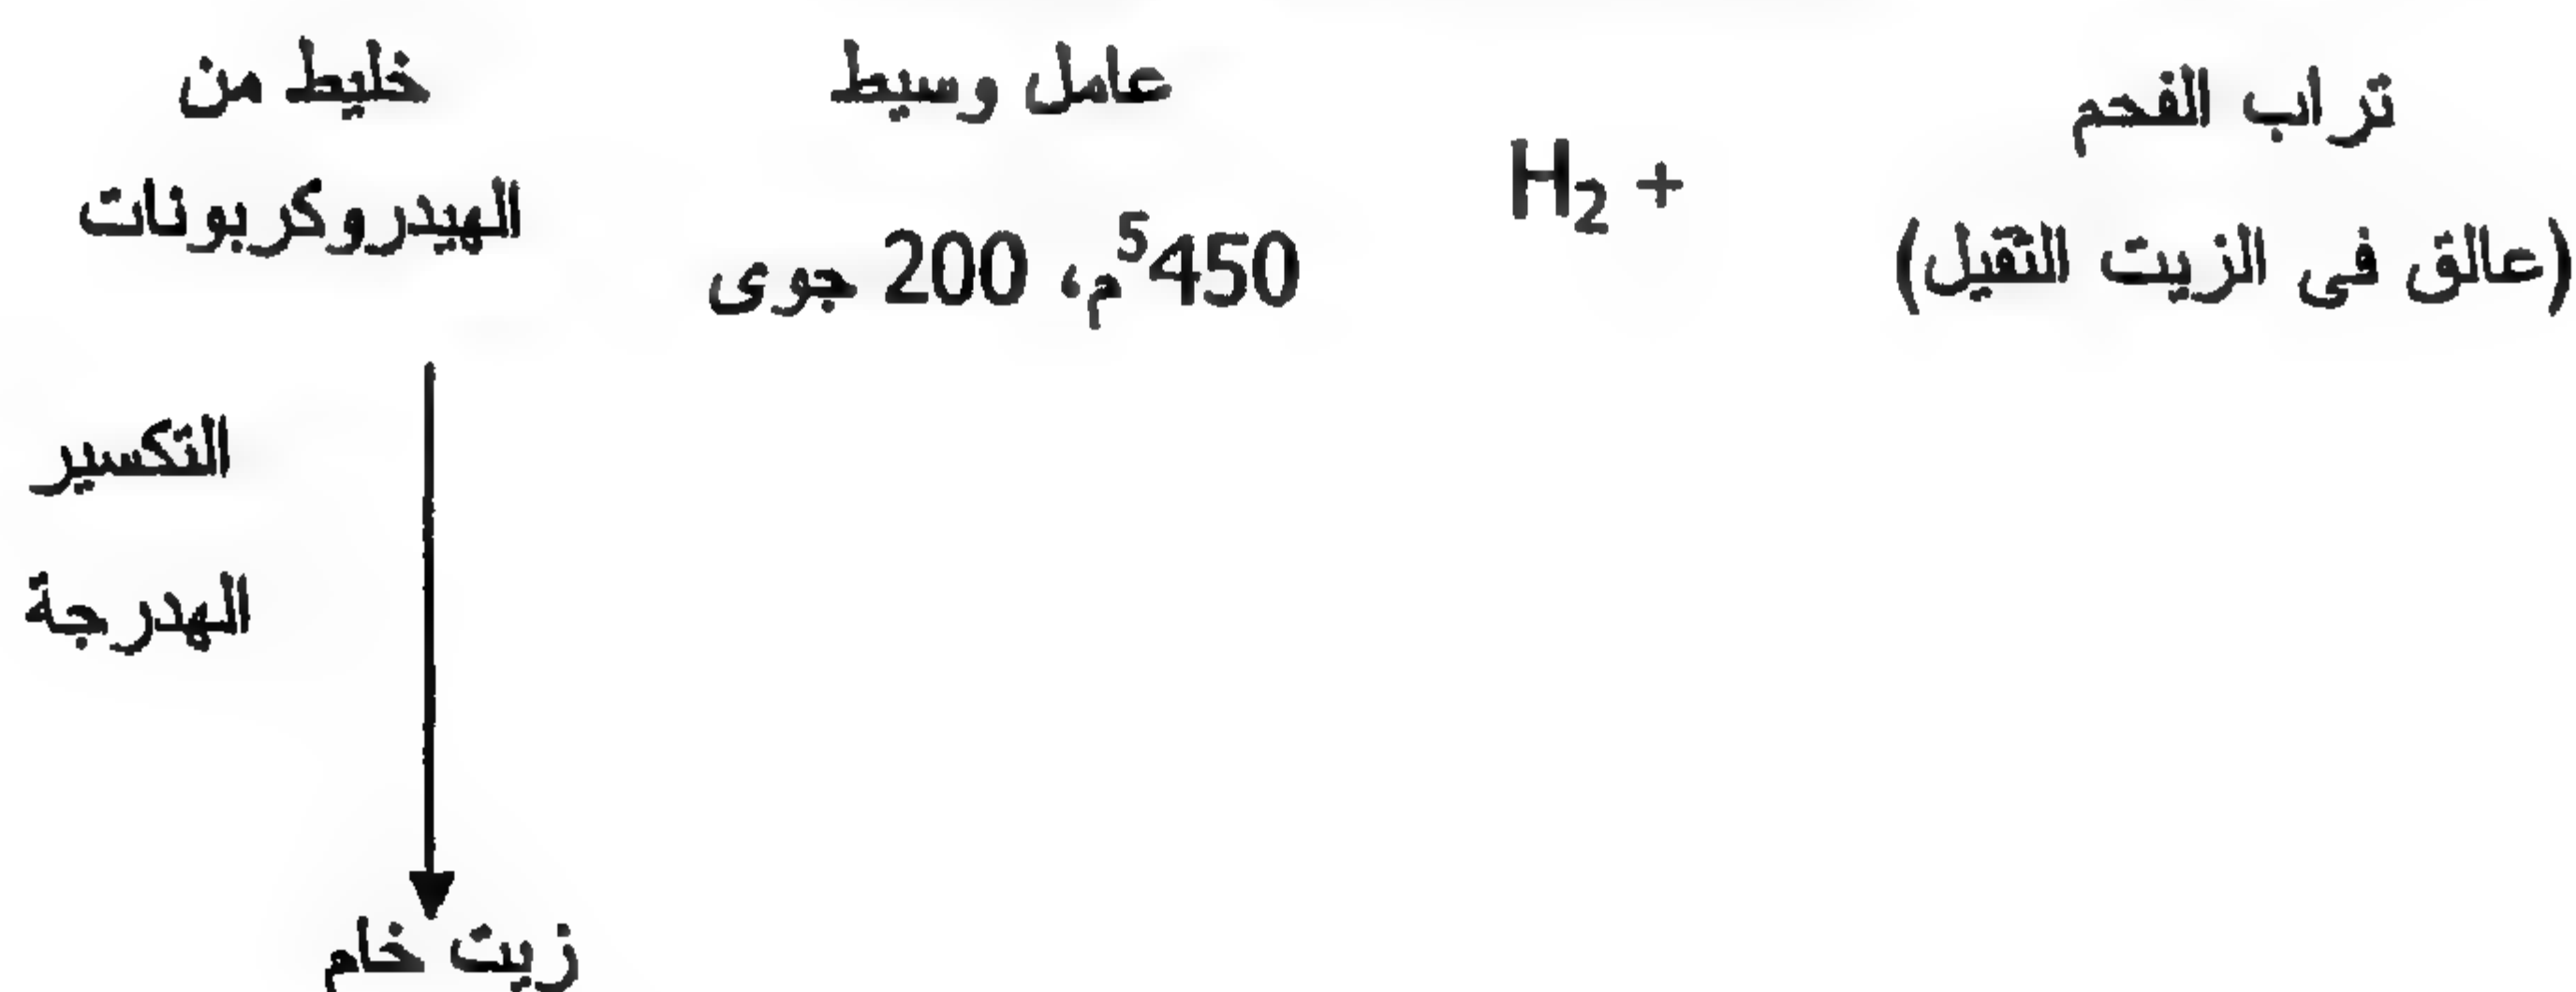 تراب الفحم
(عالق فى الزيت الثقيل)
+ H₂
عامل وسيط
450⁵م، 200 جوى
خليط من
الهيدروكربونات
التكسير
الهدرجة
زيت خام